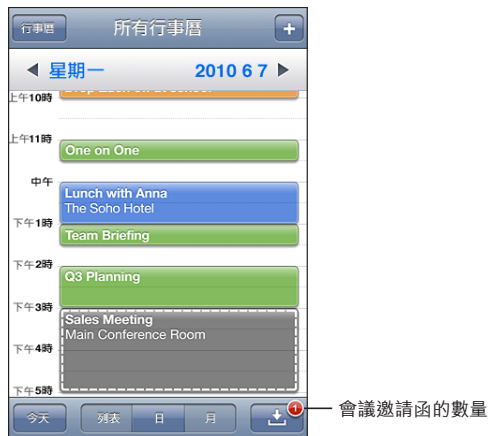 行事曆
所有行事曆
+
星期一
2010 6 7
上午10時
上午11時
One on One
中午
Lunch with Anna
The Soho Hotel
下午1時
Team Briefing
下午2時
Q3 Planning
下午3時
Sales Meeting
Main Conference Room
下午4時
下午5時
今天
列表
日
月
1
會議邀請函的數量